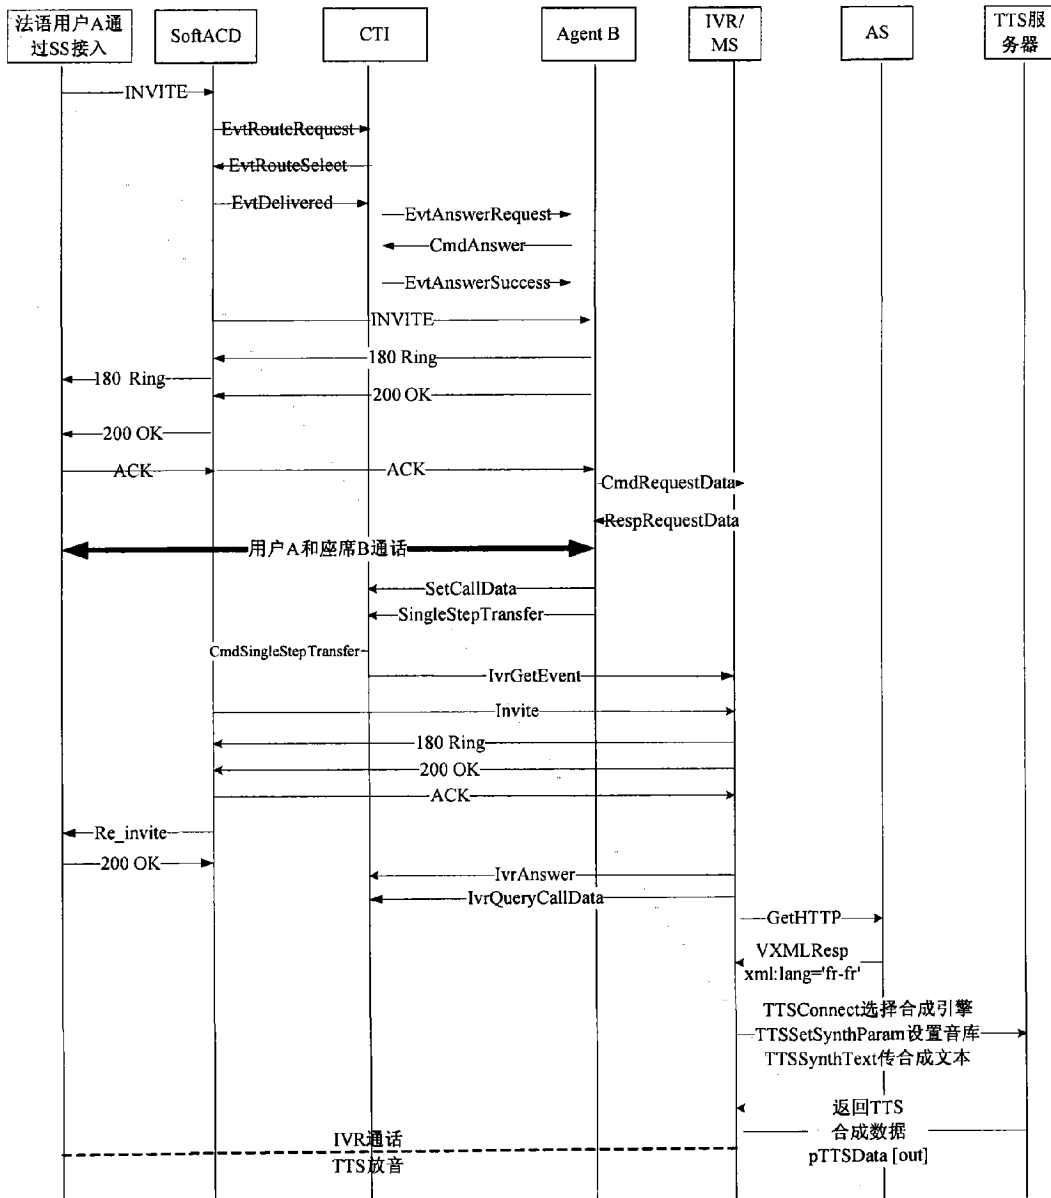 法语用户A通
过SS接入
SoftACD
CTI
Agent B
IVR/
MS
AS
TTS服
务器
INVITE
EvtRouteRequest
EvtRouteSelect
EvtDelivered
EvtAnswerRequest
CmdAnswer
EvtAnswerSuccess
INVITE
180 Ring
180 Ring
200 OK
200 OK
ACK
ACK
CmdRequestData
RespRequestData
用户A和座席B通话
SetCallData
SingleStepTransfer
CmdSingleStepTransfer
IvrGetEvent
Invite
180 Ring
200 OK
ACK
Re_invite
200 OK
IvrAnswer
IvrQueryCallData
GetHTTP
VXMLResp
xml:lang='fr-fr'
TTSConnect选择合成引擎
TTSSetSynthParam设置音库
TTSSynthText传合成文本
返回TTS
合成数据
pTTSData [out]
IVR通话
TTS放音